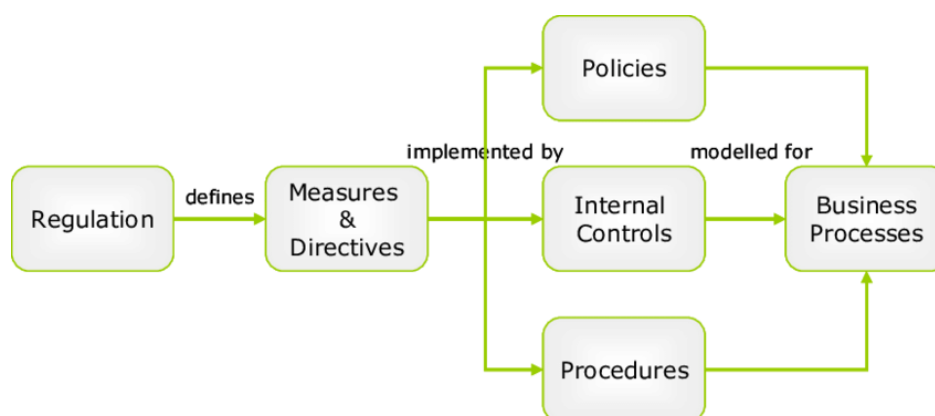 Policies
implemented by
modelled for
Regulation
defines
Measures
&
Directives
Internal
Controls
Business
Processes
Procedures